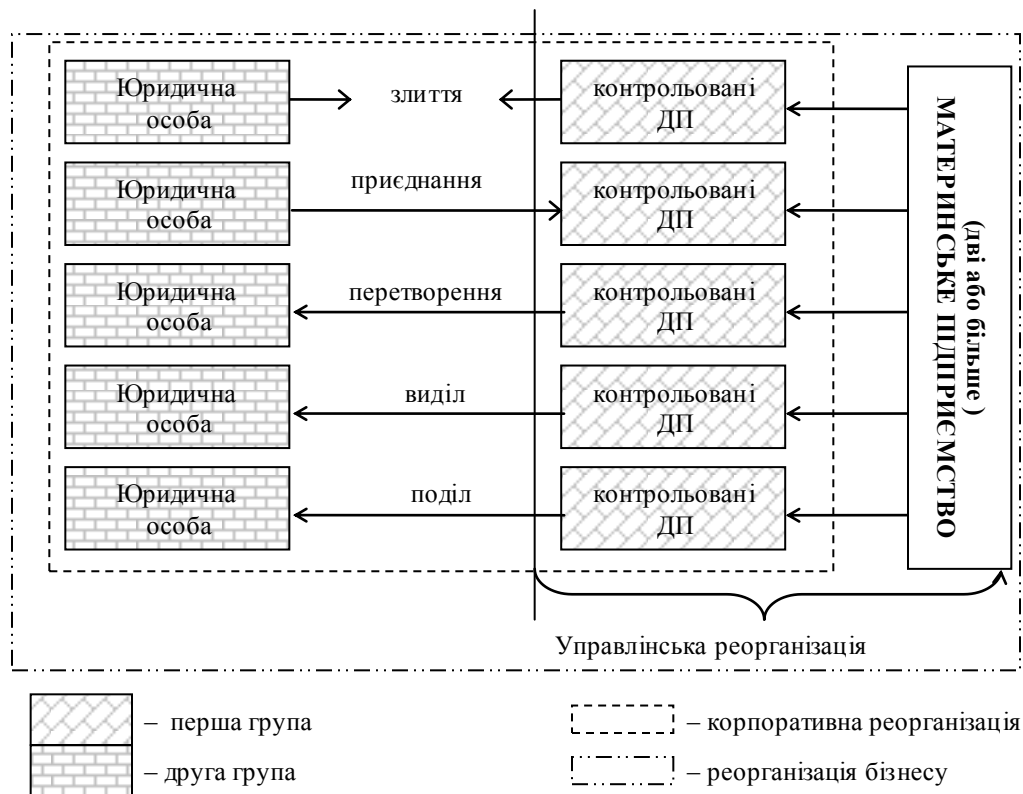 Юридична
особа
злиття
контрольовані
ДП
Юридична
особа
приєднання
контрольовані
ДП
Юридична
особа
перетворення
контрольовані
ДП
Юридична
особа
виділ
контрольовані
ДП
Юридична
особа
поділ
контрольовані
ДП
МАТЕРИНСЬКЕ ПІДПРИЄМСТВО
(дві або більше )
Управлінська реорганізація
– перша група
– друга група
– корпоративна реорганізація
– реорганізація бізнесу